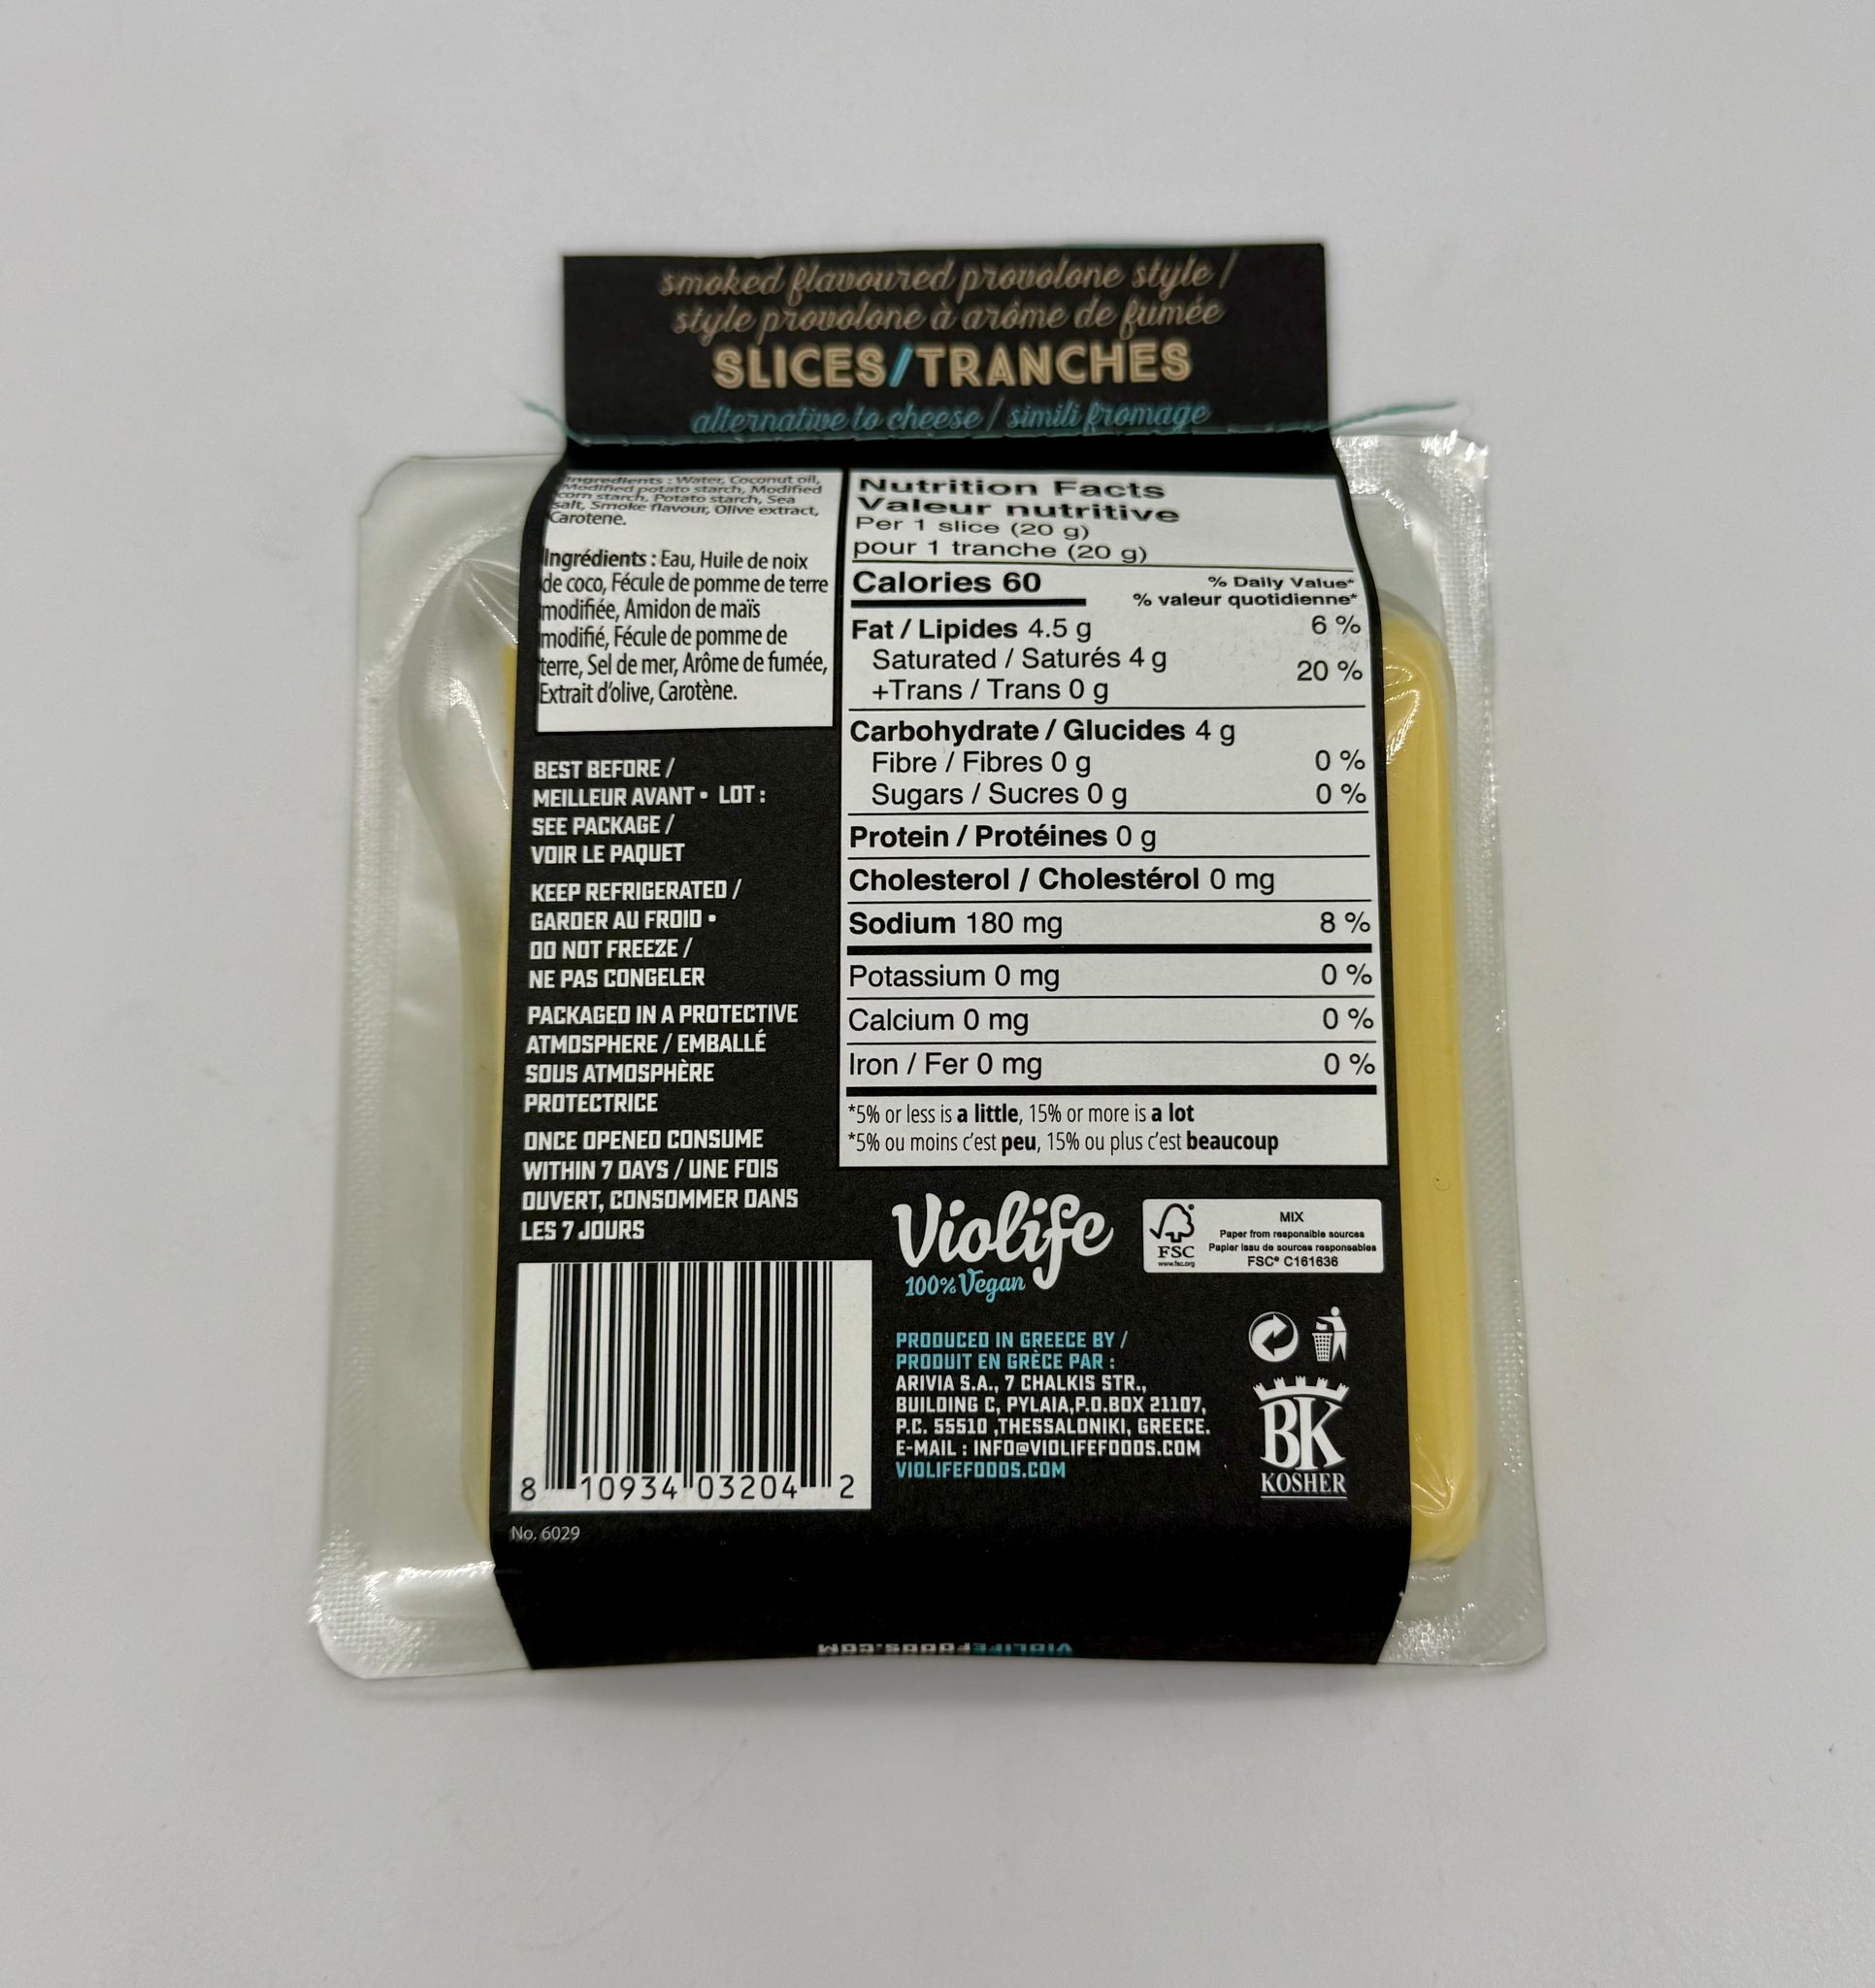 smoked flavoured provolone style /
style provolone à arôme de fumée
SLICES/TRANCHES
alternative to cheese / simili fromage
Ingredients : Water, Coconut oil,
Modified potato starch, Modified
corn starch, Potato starch, Sea
salt, Smoke flavour, Olive extract,
Carotene.
Ingrédients : Eau, Huile de noix
de coco, Fécule de pomme de terre
modifiée, Amidon de maïs
modifié, Fécule de pomme de
terre, Sel de mer, Arôme de fumée,
Extrait d'olive, Carotène.
BEST BEFORE /
MEILLEUR AVANT • LOT :
SEE PACKAGE /
VOIR LE PAQUET
KEEP REFRIGERATED /
GARDER AU FROID •
DO NOT FREEZE /
NE PAS CONGELER
PACKAGED IN A PROTECTIVE
ATMOSPHERE / EMBALLÉ
SOUS ATMOSPHÈRE
PROTECTRICE
ONCE OPENED CONSUME
WITHIN 7 DAYS / UNE FOIS
OUVERT, CONSOMMER DANS
LES 7 JOURS
8 10934 03204 2
No. 6029
Nutrition Facts
Valeur nutritive
Per 1 slice (20 g)
pour 1 tranche (20 g)
Calories 60
% Daily Value*
% valeur quotidienne*
Fat / Lipides 4.5 g 6 %
Saturated / Saturés 4 g
+Trans / Trans 0 g 20 %
Carbohydrate / Glucides 4 g
Fibre / Fibres 0 g 0 %
Sugars / Sucres 0 g 0 %
Protein / Protéines 0 g
Cholesterol / Cholestérol 0 mg
Sodium 180 mg 8 %
Potassium 0 mg 0 %
Calcium 0 mg 0 %
Iron / Fer 0 mg 0 %
*5% or less is a little, 15% or more is a lot
*5% ou moins c'est peu, 15% ou plus c'est beaucoup
Violife
100% Vegan
FSC
www.fsc.org
MIX
Paper from responsible sources
Papier issu de sources responsables
FSC® C161636
PRODUCED IN GREECE BY /
PRODUIT EN GRÈCE PAR :
ARIVIA S.A., 7 CHALKIS STR.,
BUILDING C, PYLAIA,P.O.BOX 21107,
P.C. 55510 ,THESSALONIKI, GREECE.
E-MAIL : INFO@VIOLIFEFOODS.COM
VIOLIFEFOODS.COM
BK
KOSHER
VIOLIFEFOODS.COM